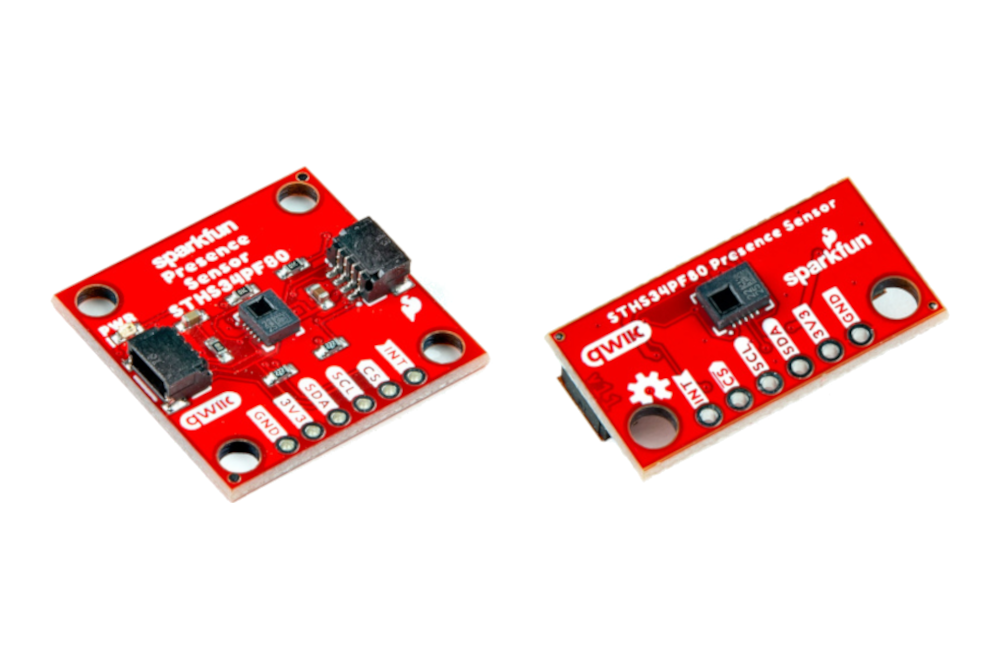 sparkfun
Presence
Sensor
STHS34PF80
PWR
qwiic
GND
3V3
SDA
SCL
CS
INT
STHS34PF80 Presence Sensor
sparkfun
qwiic
INT
CS
SCL
SDA
3V3
GND